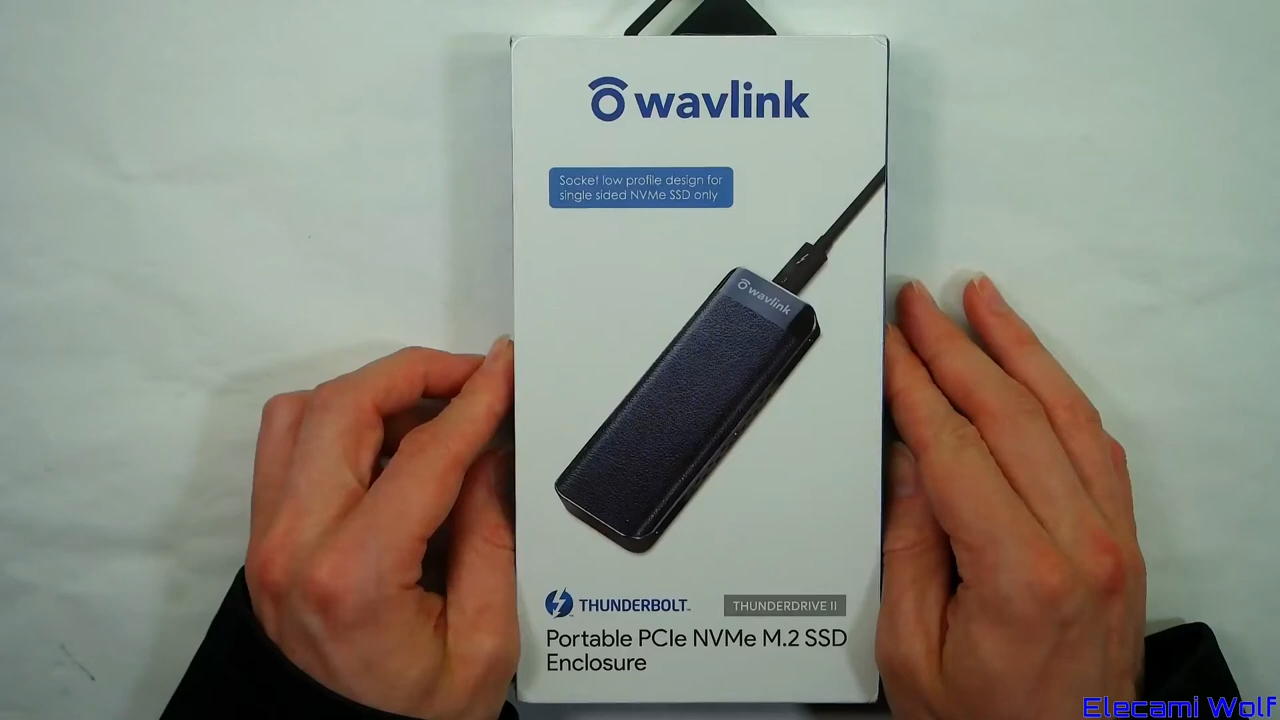 wavlink
Socket low profile design for
single sided NVMe SSD only
wavlink
THUNDERBOLT™
THUNDERDRIVE II
Portable PCIe NVMe M.2 SSD
Enclosure
Elecami Wolf